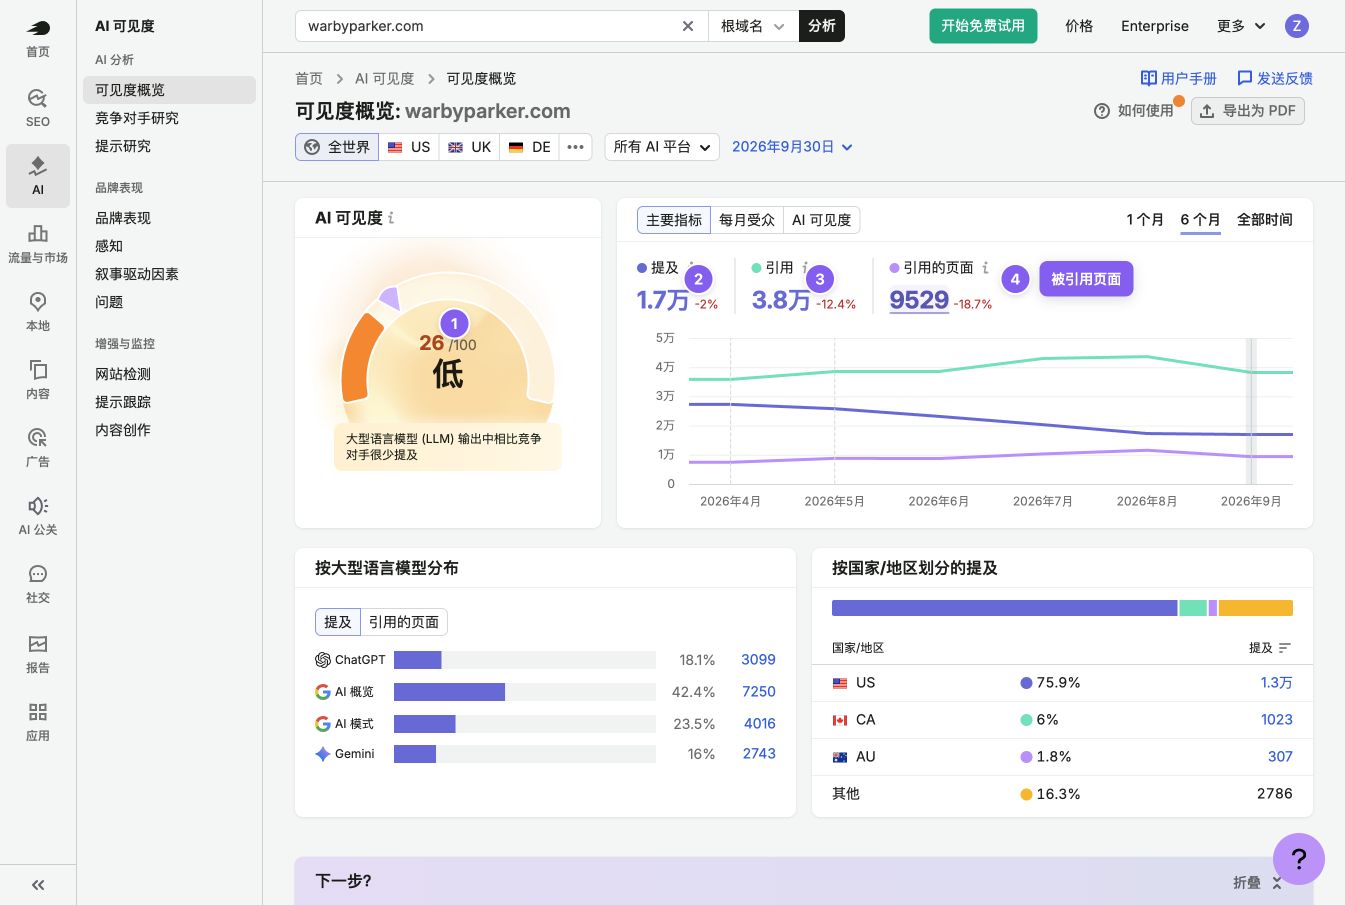 首页
SEO
AI
流量与市场
本地
内容
广告
AI 公关
社交
报告
应用
AI 可见度
AI 分析
可见度概览
竞争对手研究
提示研究
品牌表现
品牌表现
感知
叙事驱动因素
问题
增强与监控
网站检测
提示跟踪
内容创作
warbyparker.com
根域名
分析
开始免费试用
价格
Enterprise
更多
Z
首页 > AI 可见度 > 可见度概览
用户手册
发送反馈
可见度概览: warbyparker.com
如何使用
导出为 PDF
全世界 US UK DE •••
所有 AI 平台
2026年9月30日
AI 可见度 i
1
26 /100
低
大型语言模型 (LLM) 输出中相比竞争
对手很少提及
主要指标 每月受众 AI 可见度
1 个月 6 个月 全部时间
提及 2
1.7万 -2%
引用 3
3.8万 -12.4%
引用的页面 i
9529 -18.7%
4
被引用页面
5万
4万
3万
2万
1万
0
2026年4月 2026年5月 2026年6月 2026年7月 2026年8月 2026年9月
按大型语言模型分布
提及 引用的页面
ChatGPT 18.1% 3099
AI 概览 42.4% 7250
AI 模式 23.5% 4016
Gemini 16% 2743
按国家/地区划分的提及
国家/地区 提及
US 75.9% 1.3万
CA 6% 1023
AU 1.8% 307
其他 16.3% 2786
下一步?
折叠
?